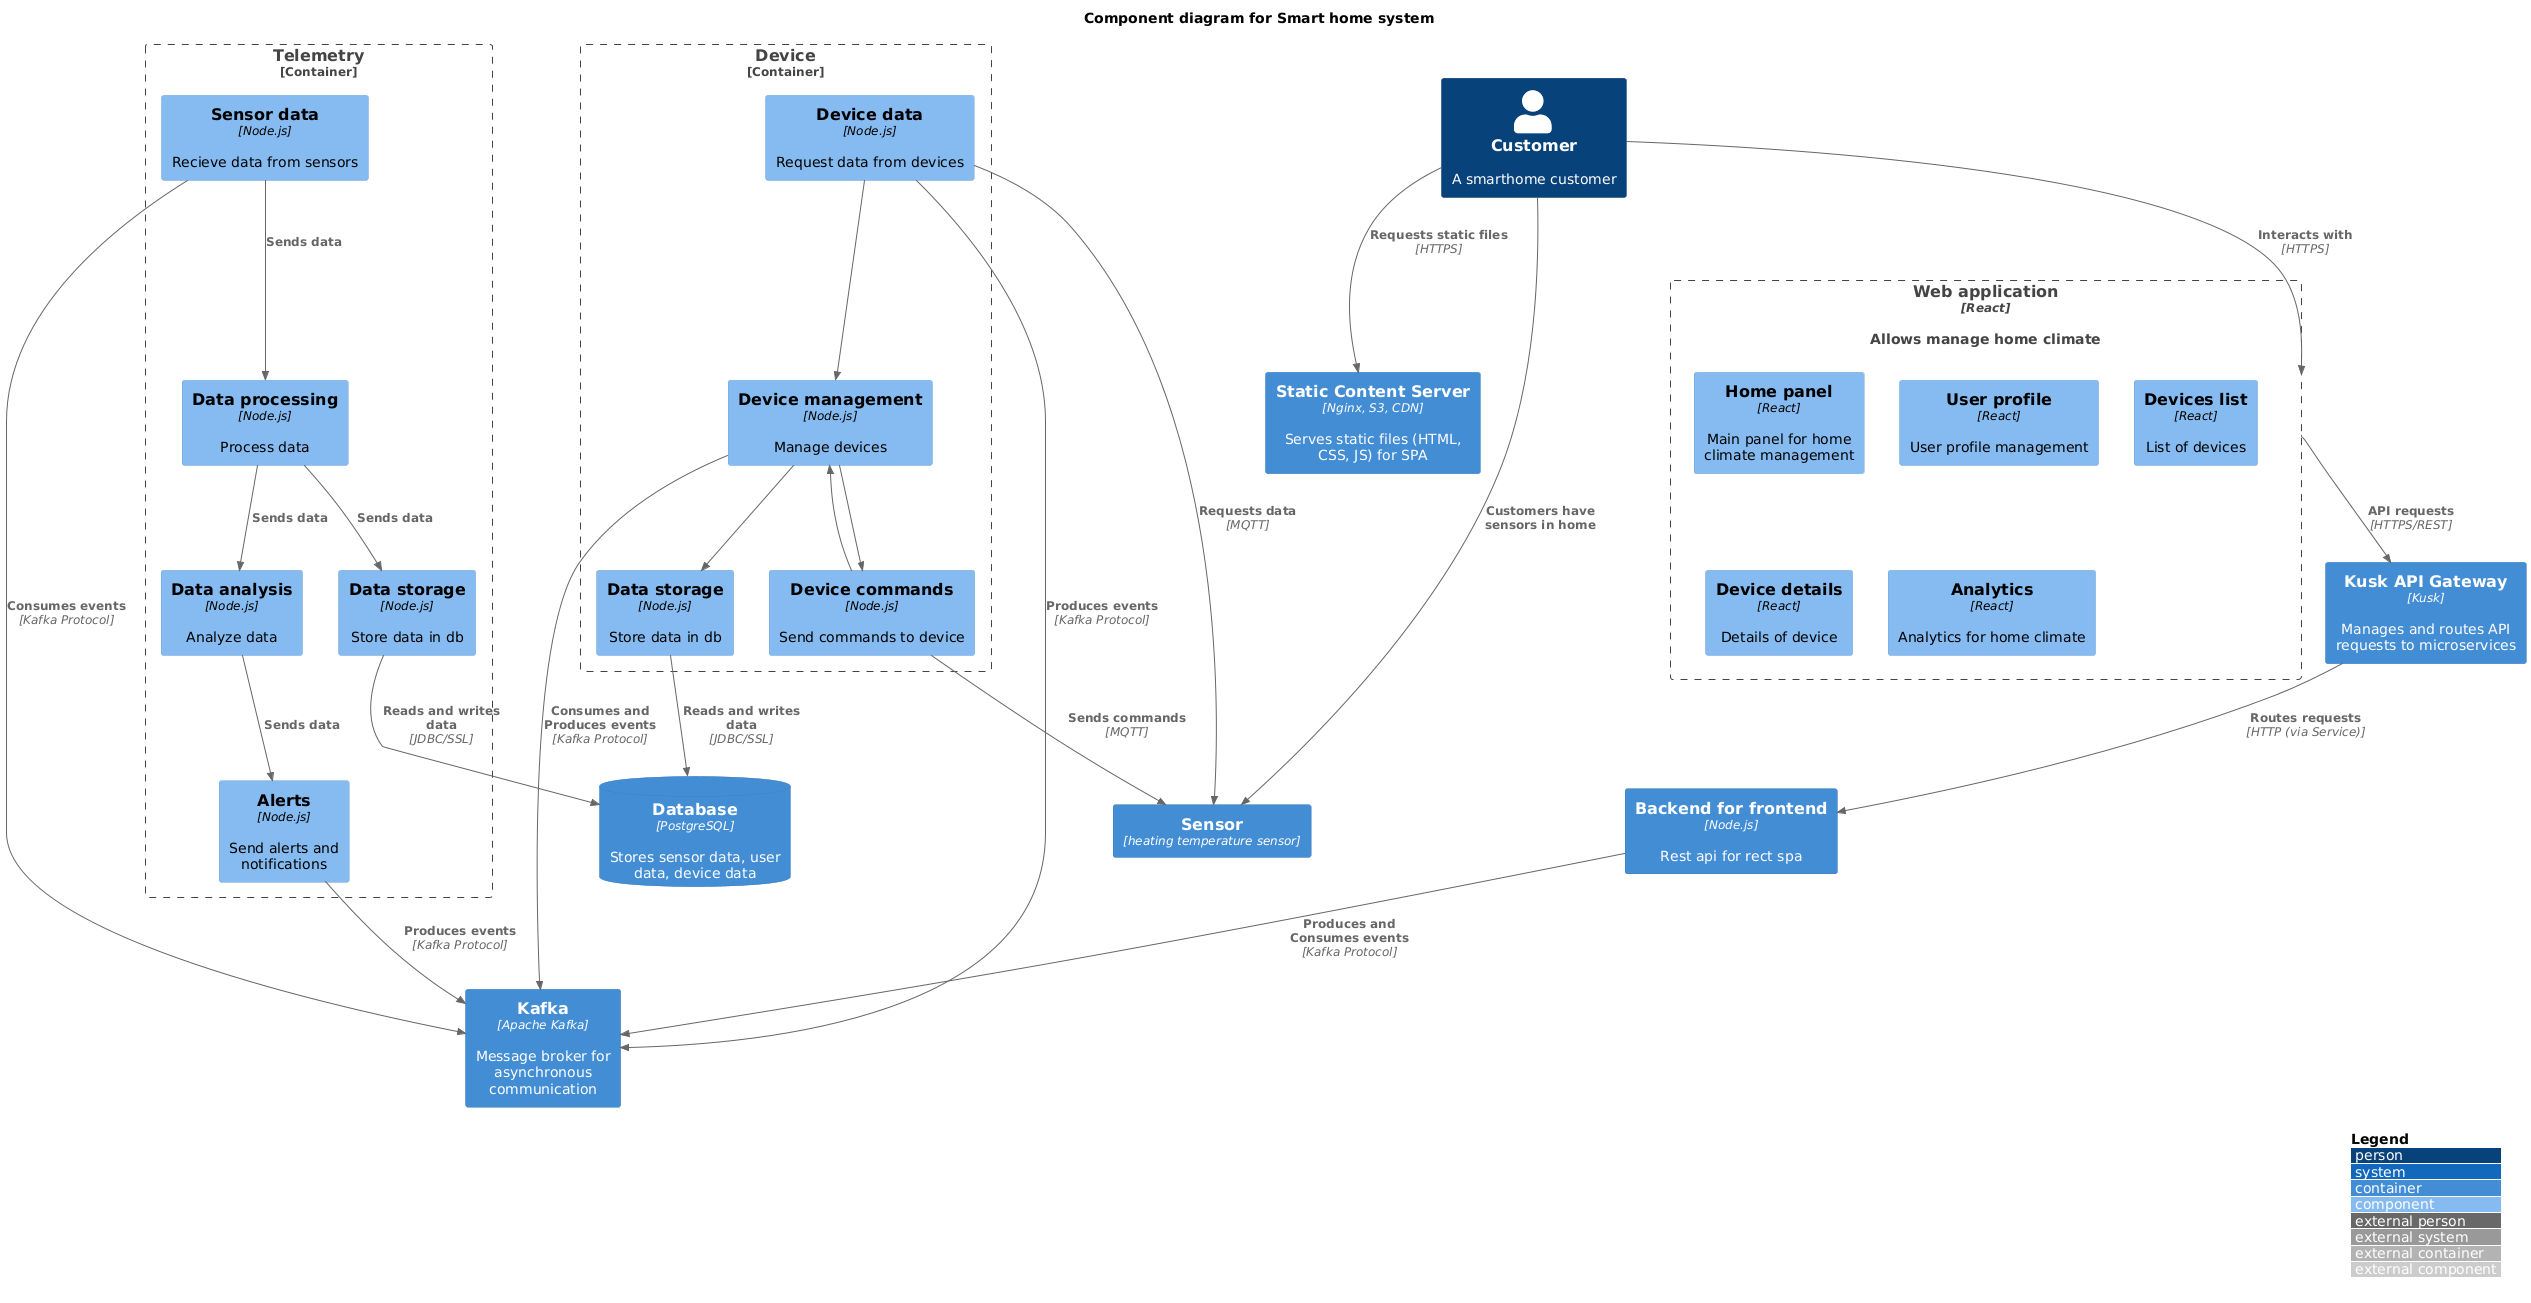 Component diagram for Smart home system
Telemetry
[Container]
Sensor data
[Node.js]
Recieve data from sensors
Sends data
Data processing
[Node.js]
Process data
Sends data
Sends data
Data analysis
[Node.js]
Analyze data
Data storage
[Node.js]
Store data in db
Consumes events
[Kafka Protocol]
Sends data
Reads and writes
data
[JDBC/SSL]
Alerts
[Node.js]
Send alerts and
notifications
Produces events
[Kafka Protocol]
Device
[Container]
Device data
[Node.js]
Request data from devices
Device management
[Node.js]
Manage devices
Data storage
[Node.js]
Store data in db
Device commands
[Node.js]
Send commands to device
Consumes and
Produces events
[Kafka Protocol]
Reads and writes
data
[JDBC/SSL]
Database
[PostgreSQL]
Stores sensor data, user
data, device data
Kafka
[Apache Kafka]
Message broker for
asynchronous
communication
Produces events
[Kafka Protocol]
Requests data
[MQTT]
Sends commands
[MQTT]
Sensor
[heating temperature sensor]
Customer
A smarthome customer
Requests static files
[HTTPS]
Static Content Server
[Nginx, S3, CDN]
Serves static files (HTML,
CSS, JS) for SPA
Customers have
sensors in home
Interacts with
[HTTPS]
Web application
[React]
Allows manage home climate
Home panel
[React]
Main panel for home
climate management
User profile
[React]
User profile management
Devices list
[React]
List of devices
Device details
[React]
Details of device
Analytics
[React]
Analytics for home climate
API requests
[HTTPS/REST]
Kusk API Gateway
[Kusk]
Manages and routes API
requests to microservices
Routes requests
[HTTP (via Service)]
Backend for frontend
[Node.js]
Rest api for rect spa
Produces and
Consumes events
[Kafka Protocol]
Legend
person
system
container
component
external person
external system
external container
external component